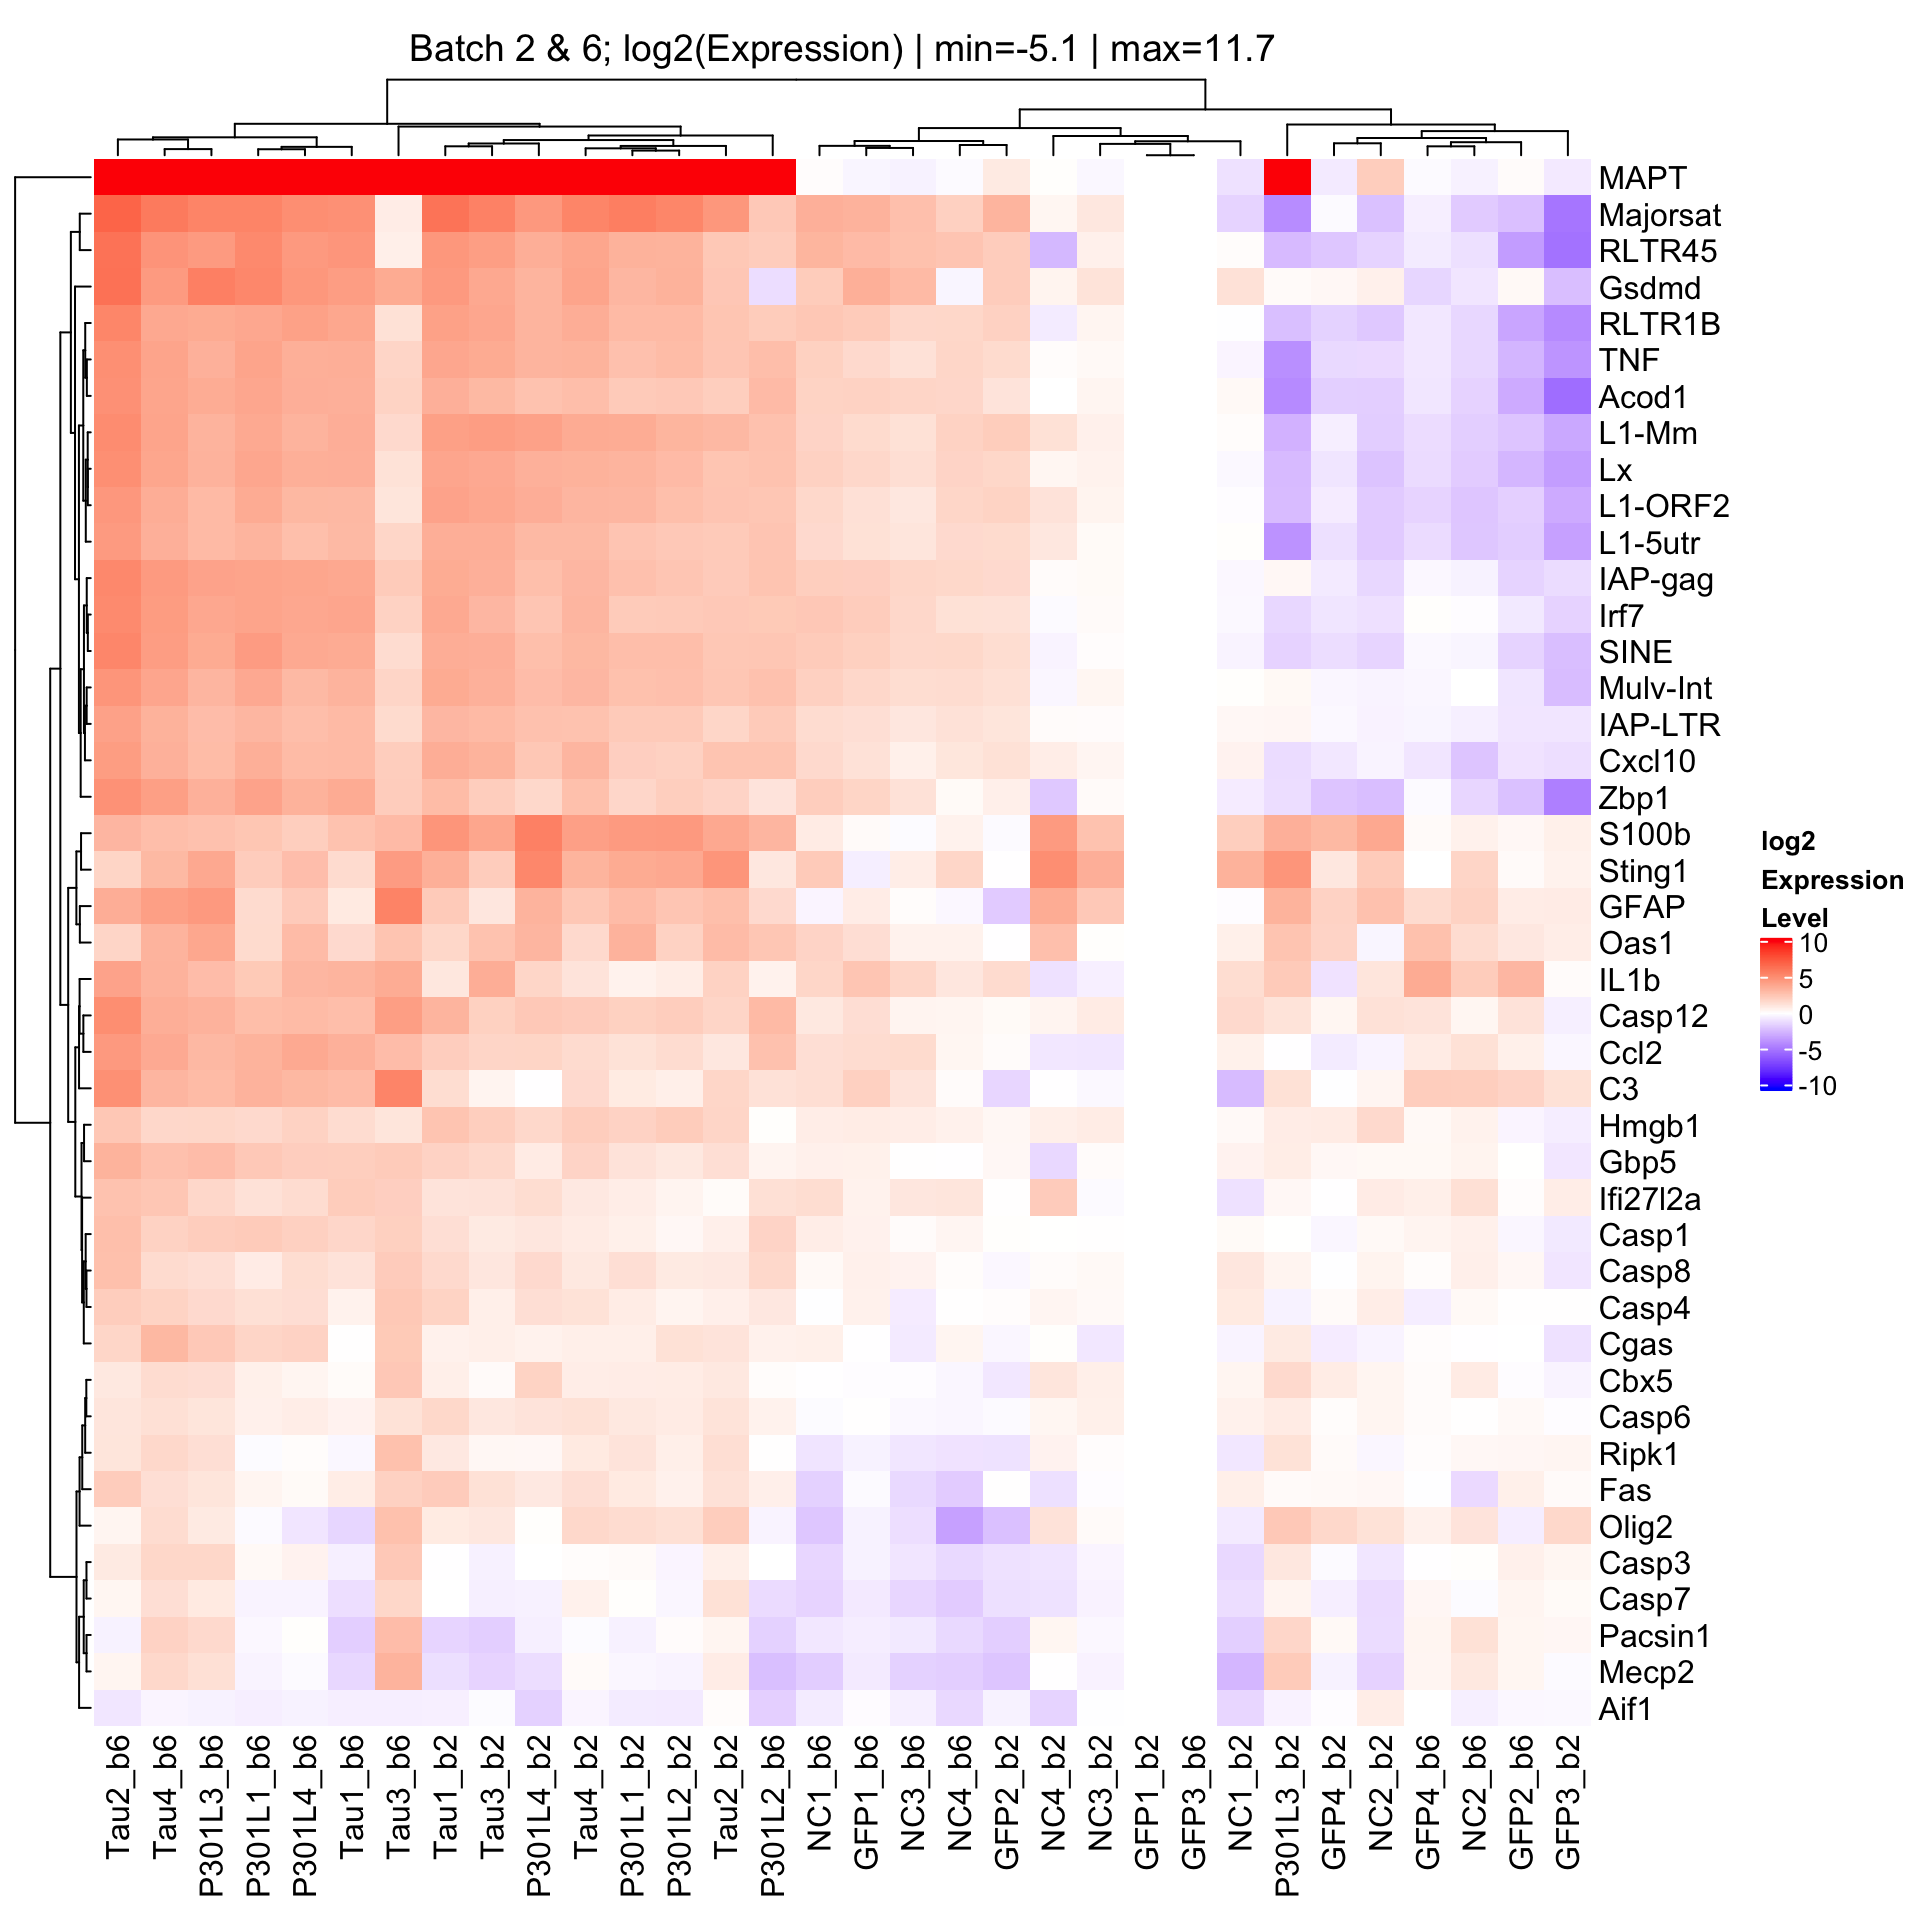 Batch 2 & 6; log2(Expression) | min=-5.1 | max=11.7
MAPT
Majorsat
RLTR45
Gsdmd
RLTR1B
TNF
Acod1
L1-Mm
Lx
L1-ORF2
L1-5utr
IAP-gag
Irf7
SINE
Mulv-Int
IAP-LTR
Cxcl10
Zbp1
S100b
Sting1
GFAP
Oas1
IL1b
Casp12
Ccl2
C3
Hmgb1
Gbp5
Ifi27l2a
Casp1
Casp8
Casp4
Cgas
Cbx5
Casp6
Ripk1
Fas
Olig2
Casp3
Casp7
Pacsin1
Mecp2
Aif1
log2
Expression
Level
10
5
0
-5
-10
Tau2_b6
Tau4_b6
P301L3_b6
P301L1_b6
P301L4_b6
Tau1_b6
Tau3_b6
Tau1_b2
Tau3_b2
P301L4_b2
Tau4_b2
P301L1_b2
P301L2_b2
Tau2_b2
P301L2_b6
NC1_b6
GFP1_b6
NC3_b6
NC4_b6
GFP2_b2
NC4_b2
NC3_b2
GFP1_b2
GFP3_b6
NC1_b2
P301L3_b2
GFP4_b2
NC2_b2
GFP4_b6
NC2_b6
GFP2_b6
GFP3_b2